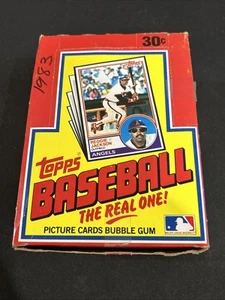 30¢
1983
Topps
REGGIE JACKSON
ANGELS
topps
BASEBALL
THE REAL ONE!
PICTURE CARDS BUBBLE GUM